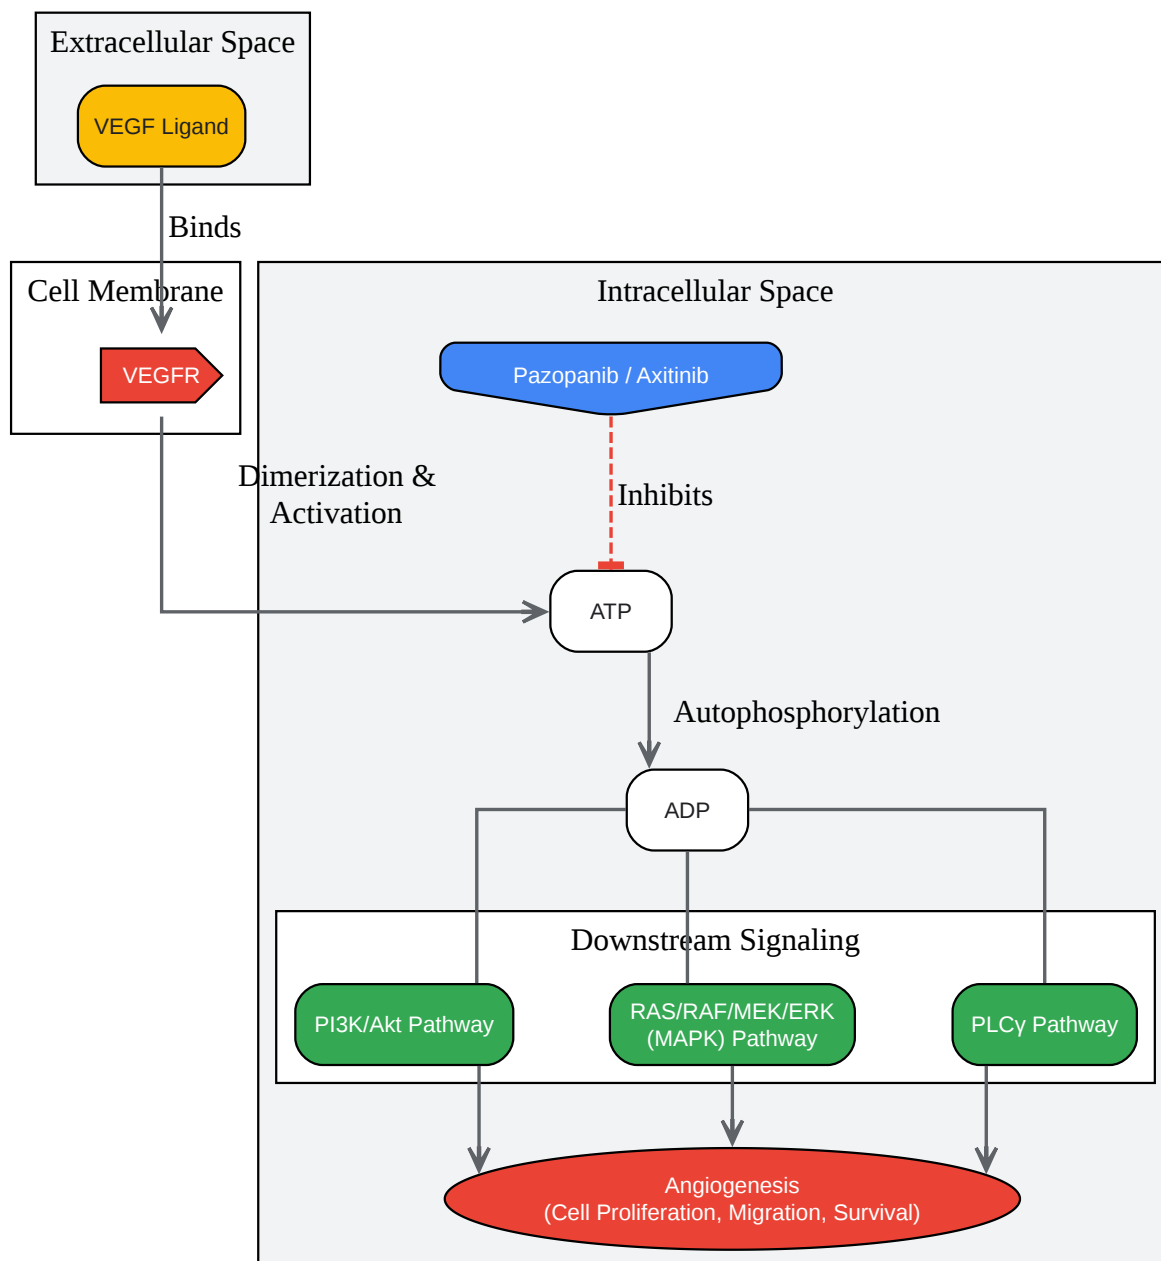 Extracellular Space
VEGF Ligand
Binds
Cell Membrane
VEGFR
Intracellular Space
Pazopanib / Axitinib
Dimerization &
Activation
Inhibits
ATP
Autophosphorylation
ADP
Downstream Signaling
PI3K/Akt Pathway
RAS/RAF/MEK/ERK
(MAPK) Pathway
PLCγ Pathway
Angiogenesis
(Cell Proliferation, Migration, Survival)